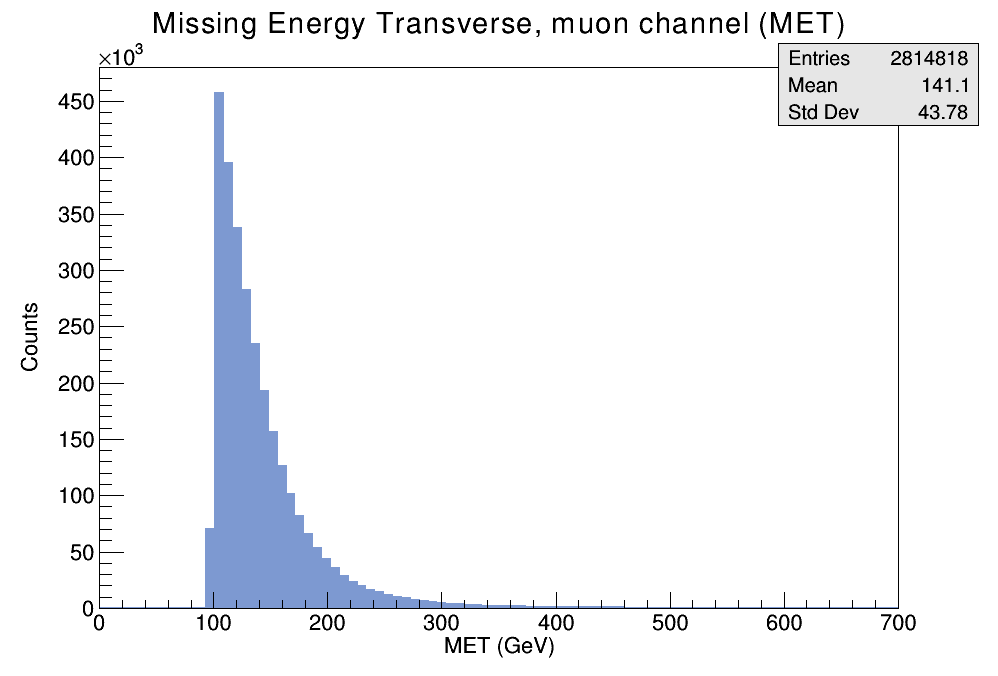 Missing Energy Transverse, muon channel (MET)
×10³
Entries 2814818
Mean 141.1
Std Dev 43.78
450
400
350
300
250
200
150
100
50
0
Counts
0 100 200 300 400 500 600 700
MET (GeV)